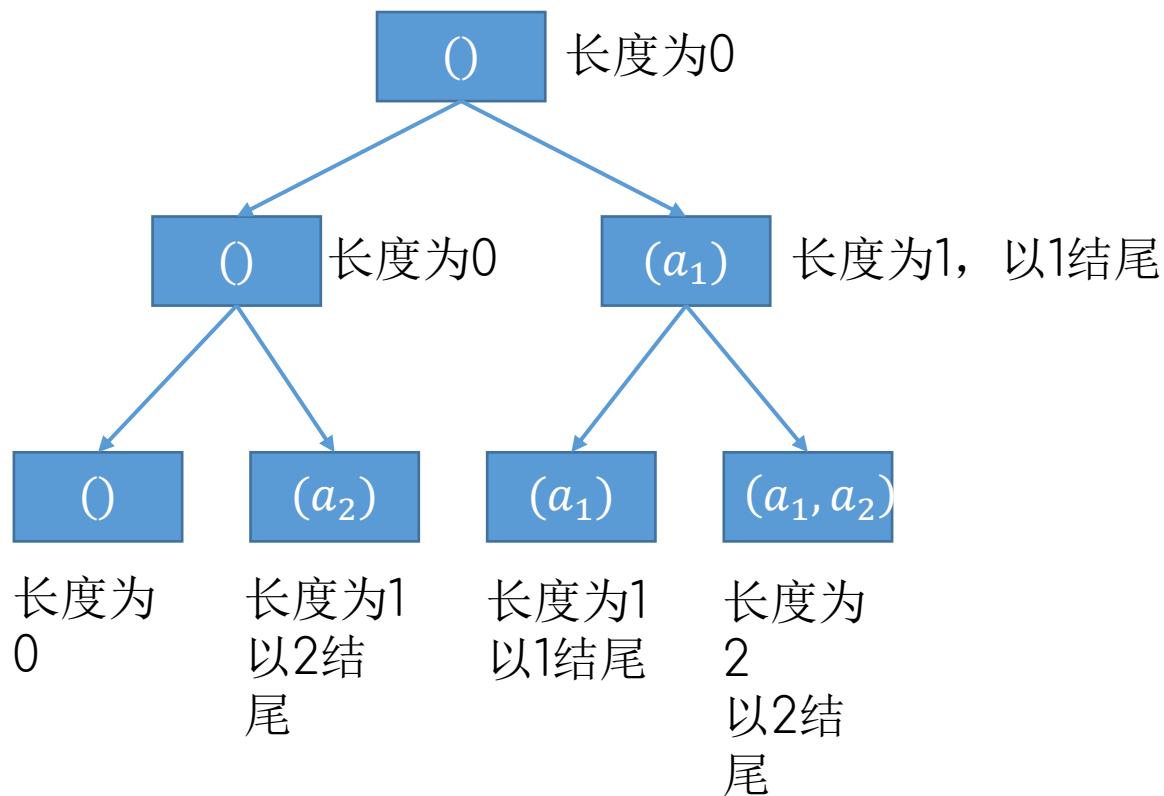 () 长度为0
() 长度为0 (a₁) 长度为1，以1结尾
() (a₂) (a₁) (a₁, a₂)
长度为
0
长度为1
以2结
尾
长度为1
以1结尾
长度为
2
以2结
尾